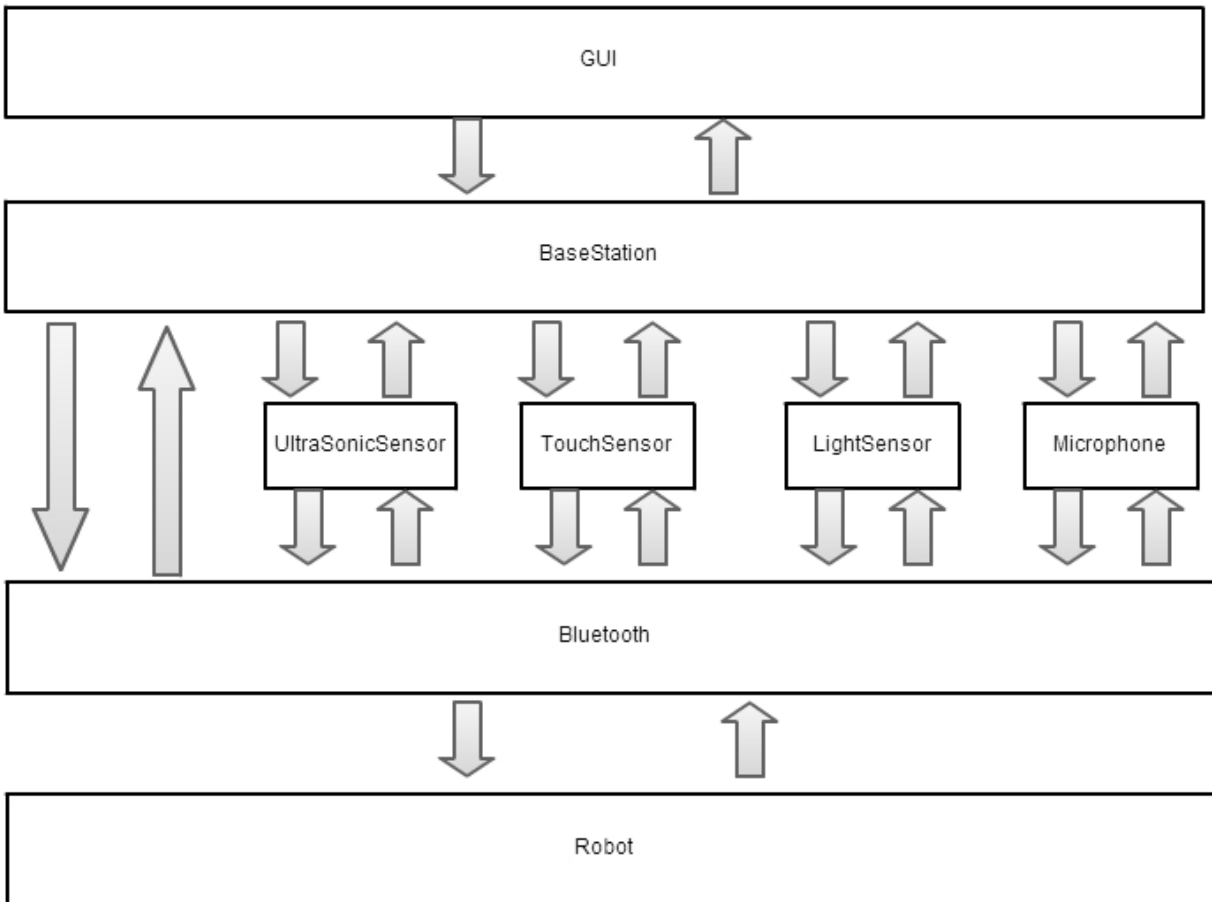 GUI
BaseStation
UltraSonicSensor
TouchSensor
LightSensor
Microphone
Bluetooth
Robot